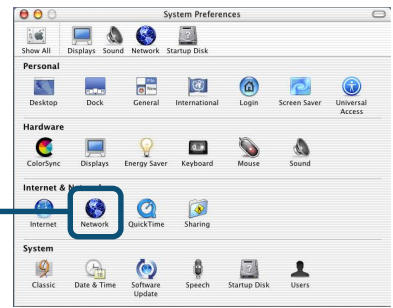 System Preferences
Show All Displays Sound Network Startup Disk
Personal
Desktop Dock General International Login Screen Saver Universal Access
Hardware
ColorSync Displays Energy Saver Keyboard Mouse Sound
Internet &
Internet Network QuickTime Sharing
System
Classic Date & Time Software Update Speech Startup Disk Users